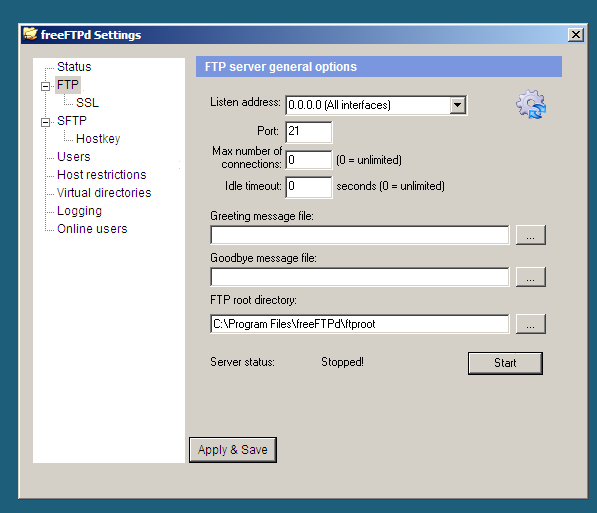 freeFTPd Settings
Status
FTP
SSL
SFTP
Hostkey
Users
Host restrictions
Virtual directories
Logging
Online users
FTP server general options
Listen address: 0.0.0.0 (All interfaces)
Port: 21
Max number of
connections: 0 (0 = unlimited)
Idle timeout: 0 seconds (0 = unlimited)
Greeting message file:
...
Goodbye message file:
...
FTP root directory:
C:\Program Files\freeFTPd\ftproot ...
Server status: Stopped! Start
Apply & Save